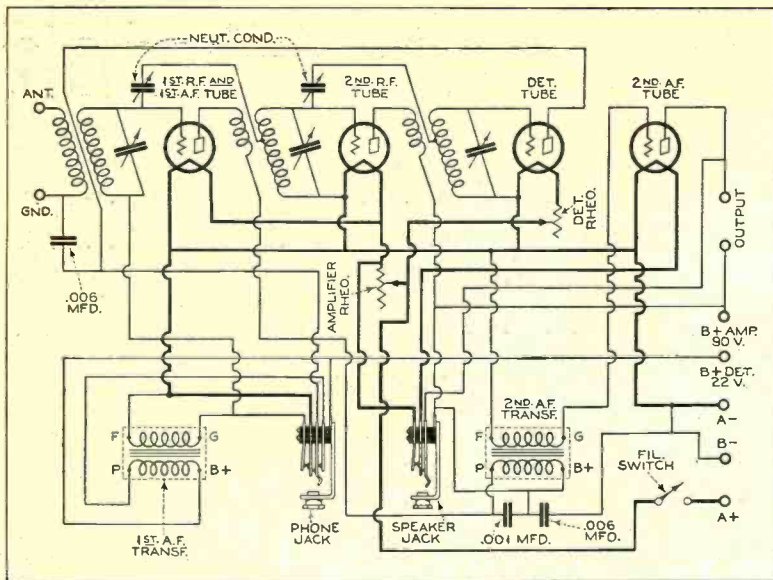 NEUT. COND.
ANT.
1ST. R.F. AND
1ST. A.F. TUBE
2ND. R.F.
TUBE
DET.
TUBE
2ND. A.F.
TUBE
GND.
.006
MFD.
AMPLIFIER
RHEO.
DET.
RHEO.
OUTPUT
B+ AMP.
90 V.
B+ DET.
22 V.
A-
B-
FIL.
SWITCH
A+
F G
P B+
1ST. A.F.
TRANSF.
PHONE
JACK
SPEAKER
JACK
2ND. A.F.
TRANSF.
F G
P B+
.001 MFD.
.006
MFD.